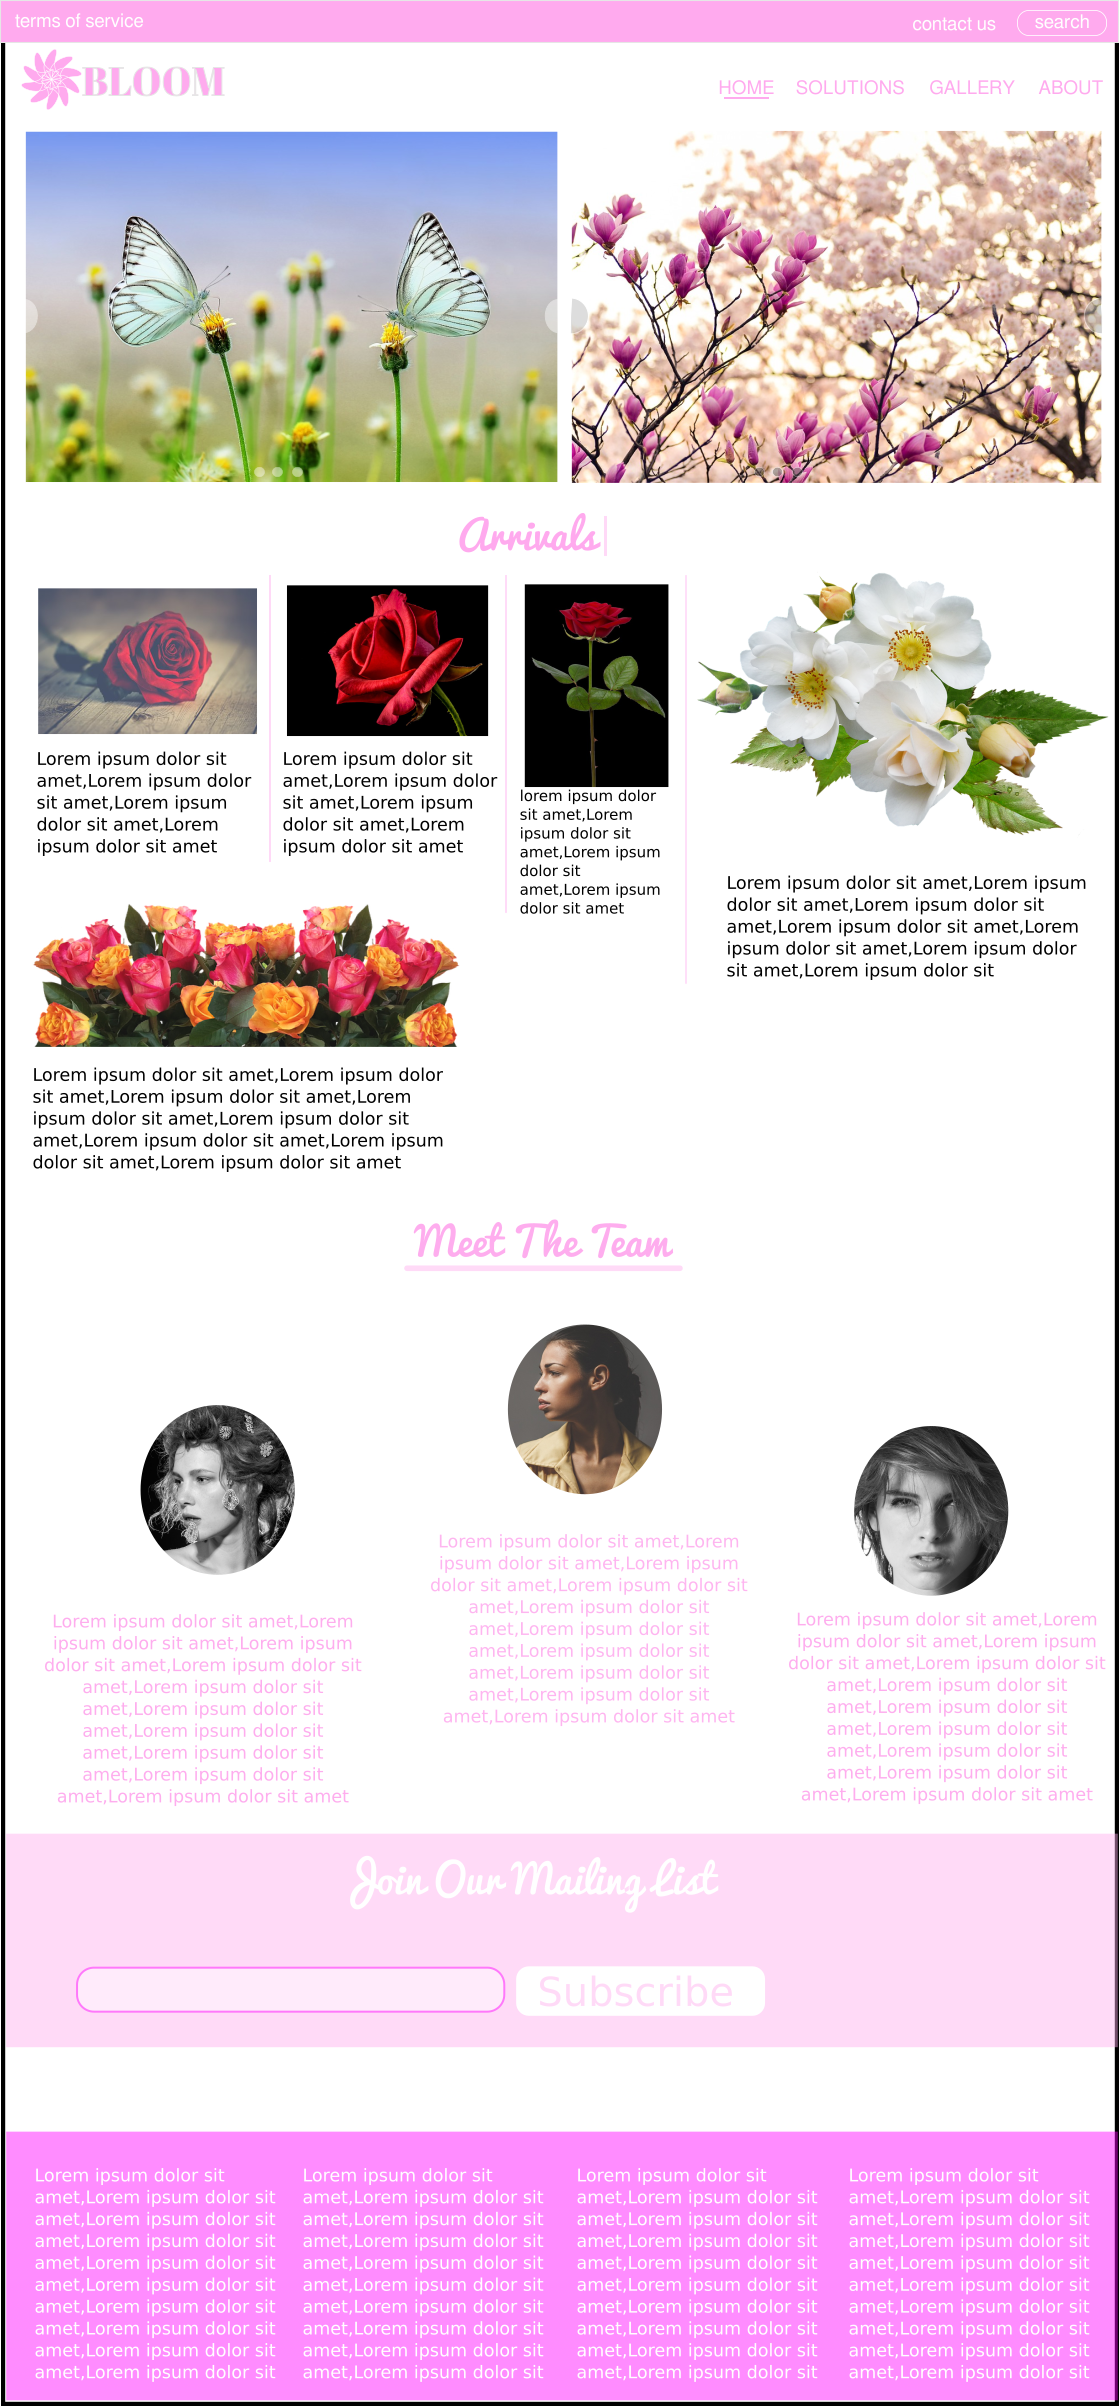 terms of service
contact us
search
BLOOM
HOME
SOLUTIONS
GALLERY
ABOUT
Arrivals
Lorem ipsum dolor sit
amet,Lorem ipsum dolor
sit amet,Lorem ipsum
dolor sit amet,Lorem
ipsum dolor sit amet
Lorem ipsum dolor sit
amet,Lorem ipsum dolor
sit amet,Lorem ipsum
dolor sit amet,Lorem
ipsum dolor sit amet
lorem ipsum dolor
sit amet,Lorem
ipsum dolor sit
amet,Lorem ipsum
dolor sit
amet,Lorem ipsum
dolor sit amet
Lorem ipsum dolor sit amet,Lorem ipsum
dolor sit amet,Lorem ipsum dolor sit
amet,Lorem ipsum dolor sit amet,Lorem
ipsum dolor sit amet,Lorem ipsum dolor
sit amet,Lorem ipsum dolor sit
Lorem ipsum dolor sit amet,Lorem ipsum dolor
sit amet,Lorem ipsum dolor sit amet,Lorem
ipsum dolor sit amet,Lorem ipsum dolor sit
amet,Lorem ipsum dolor sit amet,Lorem ipsum
dolor sit amet,Lorem ipsum dolor sit amet
Meet The Team
Lorem ipsum dolor sit amet,Lorem
ipsum dolor sit amet,Lorem ipsum
dolor sit amet,Lorem ipsum dolor sit
amet,Lorem ipsum dolor sit
amet,Lorem ipsum dolor sit
amet,Lorem ipsum dolor sit
amet,Lorem ipsum dolor sit
amet,Lorem ipsum dolor sit
amet,Lorem ipsum dolor sit amet
Lorem ipsum dolor sit amet,Lorem
ipsum dolor sit amet,Lorem ipsum
dolor sit amet,Lorem ipsum dolor sit
amet,Lorem ipsum dolor sit
amet,Lorem ipsum dolor sit
amet,Lorem ipsum dolor sit
amet,Lorem ipsum dolor sit
amet,Lorem ipsum dolor sit
amet,Lorem ipsum dolor sit amet
Lorem ipsum dolor sit amet,Lorem
ipsum dolor sit amet,Lorem ipsum
dolor sit amet,Lorem ipsum dolor sit
amet,Lorem ipsum dolor sit
amet,Lorem ipsum dolor sit
amet,Lorem ipsum dolor sit
amet,Lorem ipsum dolor sit
amet,Lorem ipsum dolor sit
amet,Lorem ipsum dolor sit amet
Join Our Mailing List
Subscribe
Lorem ipsum dolor sit
amet,Lorem ipsum dolor sit
amet,Lorem ipsum dolor sit
amet,Lorem ipsum dolor sit
amet,Lorem ipsum dolor sit
amet,Lorem ipsum dolor sit
amet,Lorem ipsum dolor sit
amet,Lorem ipsum dolor sit
amet,Lorem ipsum dolor sit
amet,Lorem ipsum dolor sit
Lorem ipsum dolor sit
amet,Lorem ipsum dolor sit
amet,Lorem ipsum dolor sit
amet,Lorem ipsum dolor sit
amet,Lorem ipsum dolor sit
amet,Lorem ipsum dolor sit
amet,Lorem ipsum dolor sit
amet,Lorem ipsum dolor sit
amet,Lorem ipsum dolor sit
amet,Lorem ipsum dolor sit
Lorem ipsum dolor sit
amet,Lorem ipsum dolor sit
amet,Lorem ipsum dolor sit
amet,Lorem ipsum dolor sit
amet,Lorem ipsum dolor sit
amet,Lorem ipsum dolor sit
amet,Lorem ipsum dolor sit
amet,Lorem ipsum dolor sit
amet,Lorem ipsum dolor sit
amet,Lorem ipsum dolor sit
Lorem ipsum dolor sit
amet,Lorem ipsum dolor sit
amet,Lorem ipsum dolor sit
amet,Lorem ipsum dolor sit
amet,Lorem ipsum dolor sit
amet,Lorem ipsum dolor sit
amet,Lorem ipsum dolor sit
amet,Lorem ipsum dolor sit
amet,Lorem ipsum dolor sit
amet,Lorem ipsum dolor sit